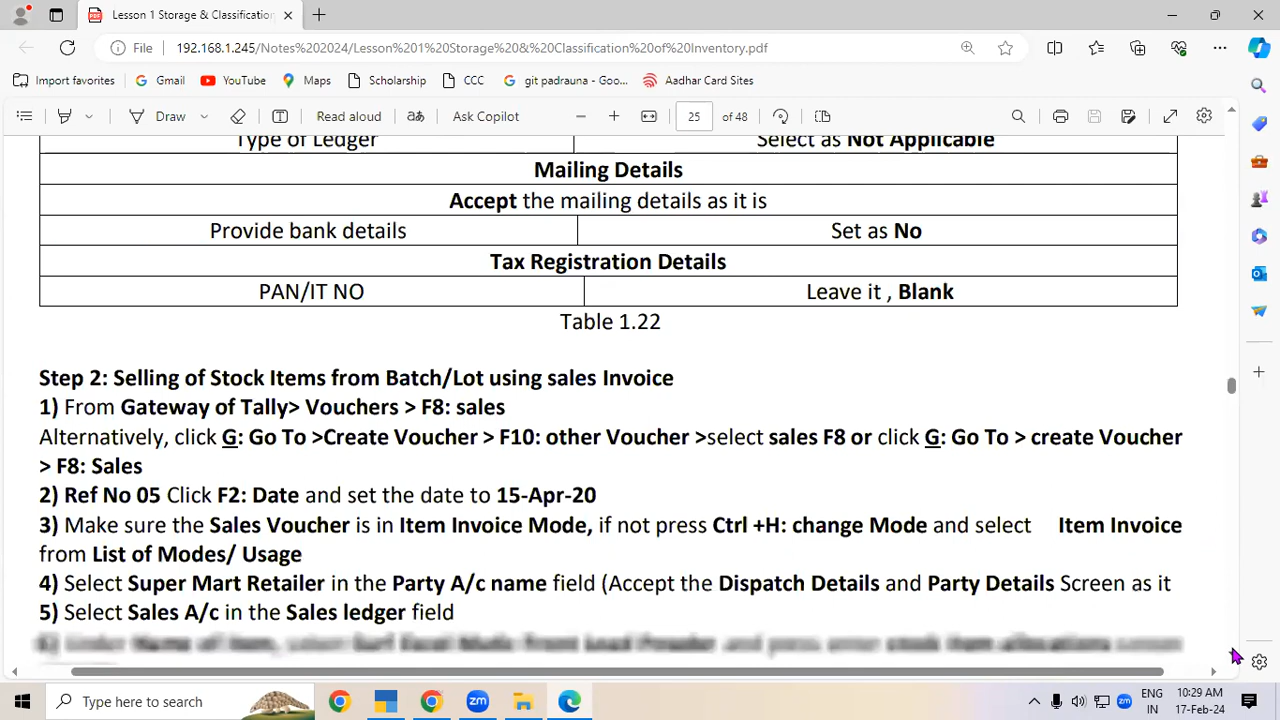 Lesson 1 Storage & Classification
File
192.168.1.245/Notes%202024/Lesson%201%20Storage%20&%20Classification%20of%20Inventory.pdf
Import favorites
Gmail
YouTube
Maps
Scholarship
CCC
git padrauna - Goo...
Aadhar Card Sites
Draw
Read aloud
Ask Copilot
25 of 48
Type of Ledger Select as Not Applicable
Mailing Details
Accept the mailing details as it is
Provide bank details Set as No
Tax Registration Details
PAN/IT NO Leave it , Blank
Table 1.22
Step 2: Selling of Stock Items from Batch/Lot using sales Invoice
1) From Gateway of Tally> Vouchers > F8: sales
Alternatively, click G: Go To >Create Voucher > F10: other Voucher >select sales F8 or click G: Go To > create Voucher
> F8: Sales
2) Ref No 05 Click F2: Date and set the date to 15-Apr-20
3) Make sure the Sales Voucher is in Item Invoice Mode, if not press Ctrl +H: change Mode and select Item Invoice
from List of Modes/ Usage
4) Select Super Mart Retailer in the Party A/c name field (Accept the Dispatch Details and Party Details Screen as it
5) Select Sales A/c in the Sales ledger field
Type here to search
ENG
IN
10:29 AM
17-Feb-24